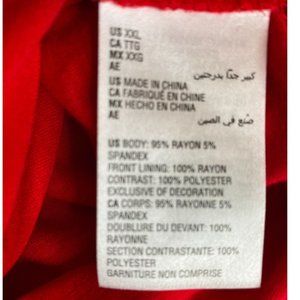 US XXL
CA TTG
MX XXG
AE كبير جدًا بدرجتين
US MADE IN CHINA
CA FABRIQUÉ EN CHINE
MX HECHO EN CHINA
AE صُنع في الصين
US BODY: 95% RAYON 5%
SPANDEX
FRONT LINING: 100% RAYON
CONTRAST: 100% POLYESTER
EXCLUSIVE OF DECORATION
CA CORPS: 95% RAYONNE 5%
SPANDEX
DOUBLURE DU DEVANT: 100%
RAYONNE
SECTION CONTRASTANTE: 100%
POLYESTER
GARNITURE NON COMPRISE